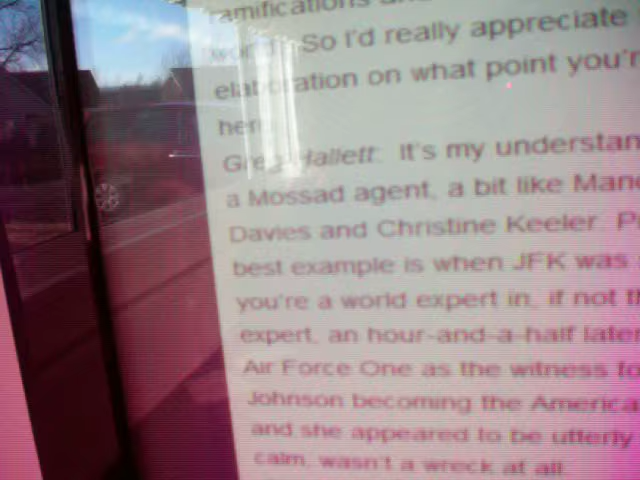 ramifications
So I'd really appreciate
elaboration on what point you'r
here
Greg Hallett: It's my understan
a Mossad agent, a bit like Man
Davies and Christine Keeler. P
best example is when JFK was
you're a world expert in, if not t
expert, an hour-and-a-half later
Air Force One as the witness fo
Johnson becoming the America
and she appeared to be utterly
calm, wasn't a wreck at all